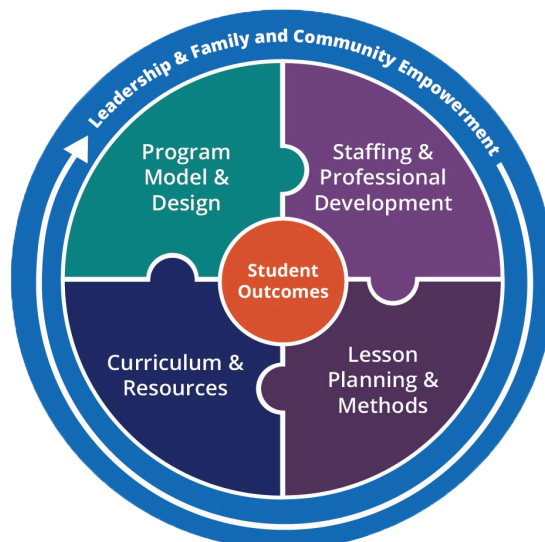 Leadership & Family and Community Empowerment
Program
Model &
Design
Staffing &
Professional
Development
Student
Outcomes
Curriculum &
Resources
Lesson
Planning &
Methods